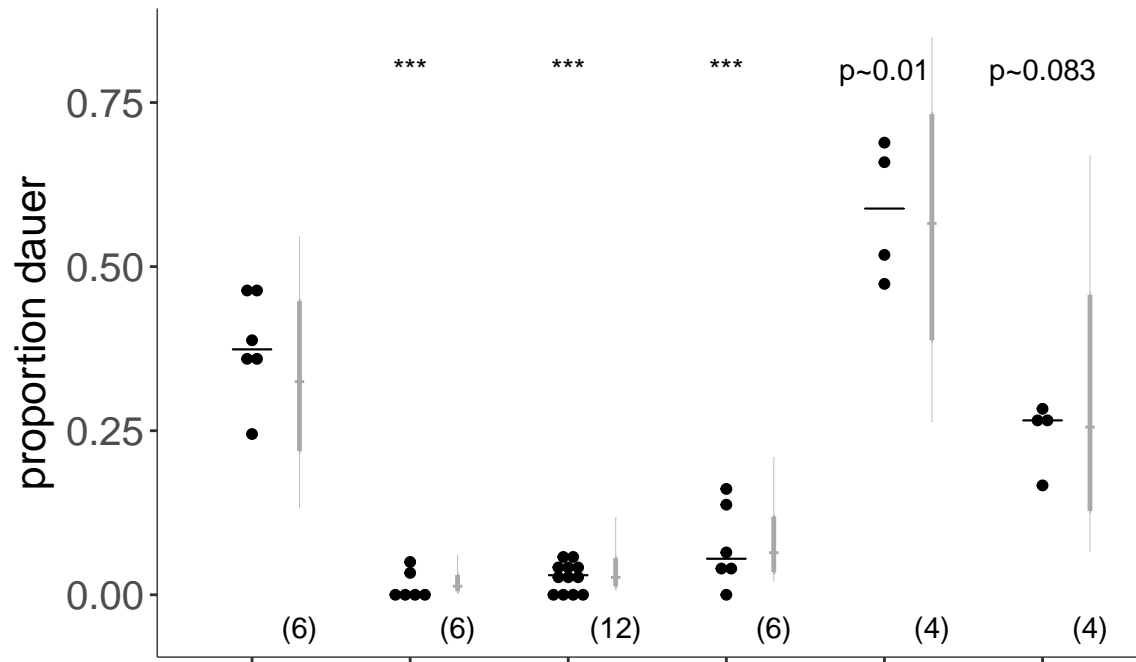 *** *** *** p~0.01 p~0.083
0.75
0.50
0.25
0.00
proportion dauer
(6) (6) (12) (6) (4) (4)